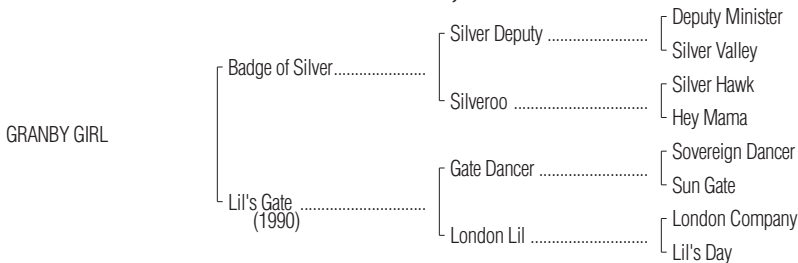 Deputy Minister
Silver Deputy ........................
Silver Valley
Badge of Silver.....................
Silver Hawk
Silveroo ................................
Hey Mama
GRANBY GIRL
Sovereign Dancer
Gate Dancer .........................
Sun Gate
Lil's Gate .............................
(1990)
London Company
London Lil ...........................
Lil's Day